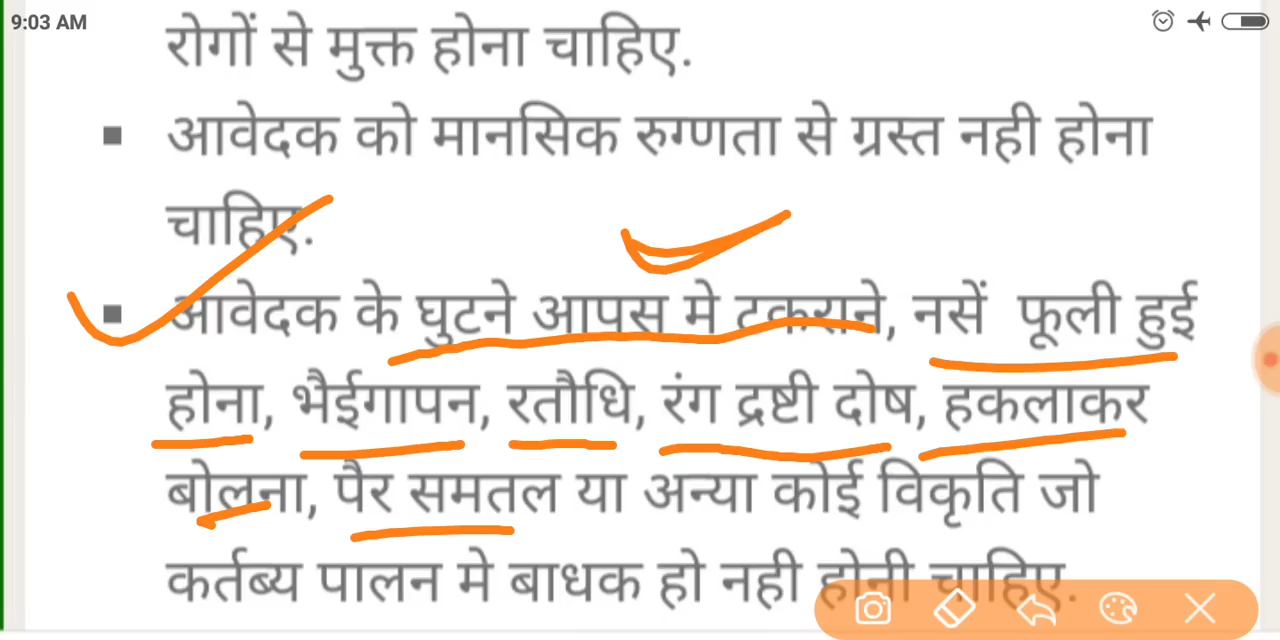 9:03 AM
रोगों से मुक्त होना चाहिए.
▪ आवेदक को मानसिक रुग्णता से ग्रस्त नही होना
चाहिए.
▪ आवेदक के घुटने आपस मे टकराने, नसें फूली हुई
होना, भैईगापन, रतौधि, रंग द्रष्टी दोष, हकलाकर
बोलना, पैर समतल या अन्या कोई विकृति जो
कर्तब्य पालन मे बाधक हो नही होनी चाहिए.